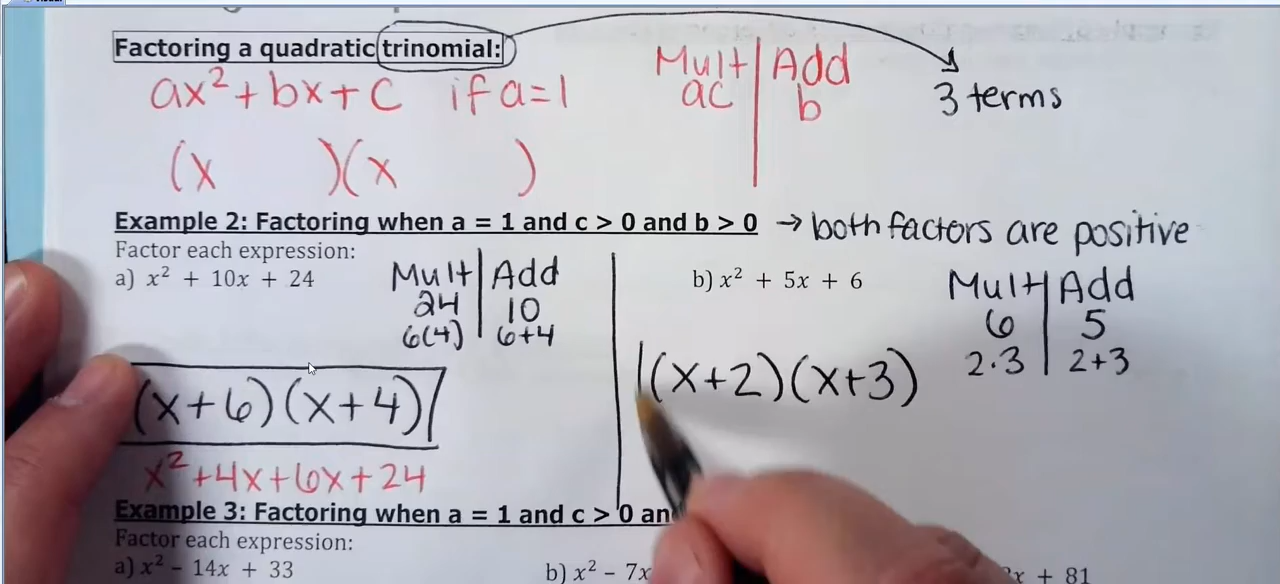 Factoring a quadratic trinomial:
ax² + bx + c if a=1
Mult | Add
ac | b
3 terms
(x )(x )
Example 2: Factoring when a = 1 and c > 0 and b > 0 → both factors are positive
Factor each expression:
a) x² + 10x + 24
Mult | Add
24 | 10
6(4) | 6+4
(x+6)(x+4)
x²+4x+6x+24
b) x² + 5x + 6
Mult | Add
6 | 5
2·3 | 2+3
(x+2)(x+3)
Example 3: Factoring when a = 1 and c > 0 an
Factor each expression:
a) x² − 14x + 33
b) x² − 7x
x + 81